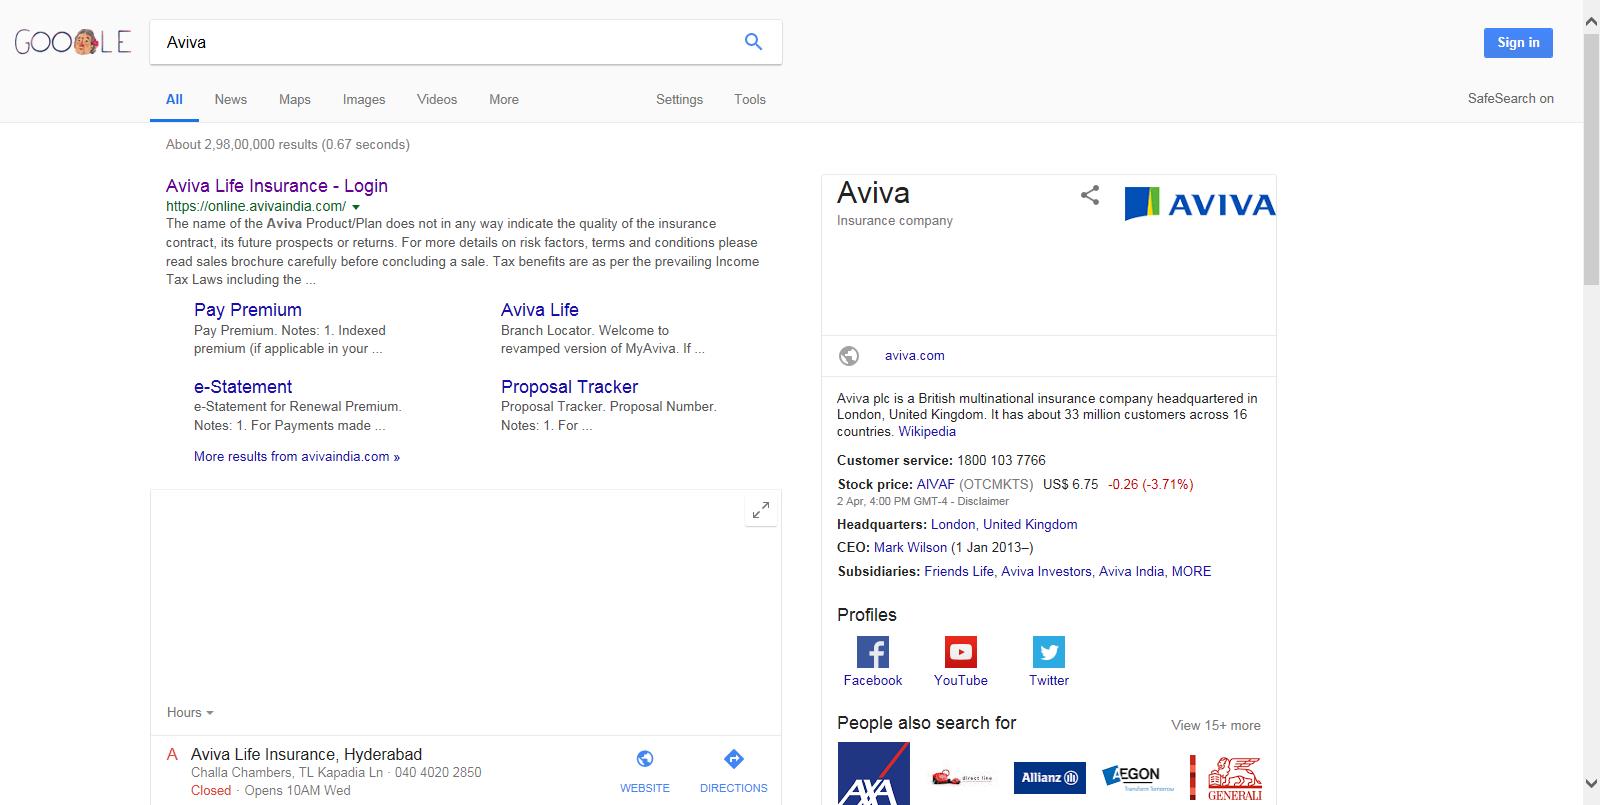 GOOGLE
Aviva
Sign in
All News Maps Images Videos More Settings Tools
SafeSearch on
About 2,98,00,000 results (0.67 seconds)
Aviva Life Insurance - Login
https://online.avivaindia.com/
The name of the Aviva Product/Plan does not in any way indicate the quality of the insurance
contract, its future prospects or returns. For more details on risk factors, terms and conditions please
read sales brochure carefully before concluding a sale. Tax benefits are as per the prevailing Income
Tax Laws including the ...
Pay Premium
Pay Premium. Notes: 1. Indexed
premium (if applicable in your ...
Aviva Life
Branch Locator. Welcome to
revamped version of MyAviva. If ...
e-Statement
e-Statement for Renewal Premium.
Notes: 1. For Payments made ...
Proposal Tracker
Proposal Tracker. Proposal Number.
Notes: 1. For ...
More results from avivaindia.com »
Hours
A Aviva Life Insurance, Hyderabad
Challa Chambers, TL Kapadia Ln · 040 4020 2850
Closed · Opens 10AM Wed
WEBSITE DIRECTIONS
Aviva
Insurance company
AVIVA
aviva.com
Aviva plc is a British multinational insurance company headquartered in
London, United Kingdom. It has about 33 million customers across 16
countries. Wikipedia
Customer service: 1800 103 7766
Stock price: AIVAF (OTCMKTS) US$ 6.75 -0.26 (-3.71%)
2 Apr, 4:00 PM GMT-4 - Disclaimer
Headquarters: London, United Kingdom
CEO: Mark Wilson (1 Jan 2013–)
Subsidiaries: Friends Life, Aviva Investors, Aviva India, MORE
Profiles
Facebook YouTube Twitter
People also search for View 15+ more
AXA
direct line
Allianz
AEGON
Transform Tomorrow
GENERALI